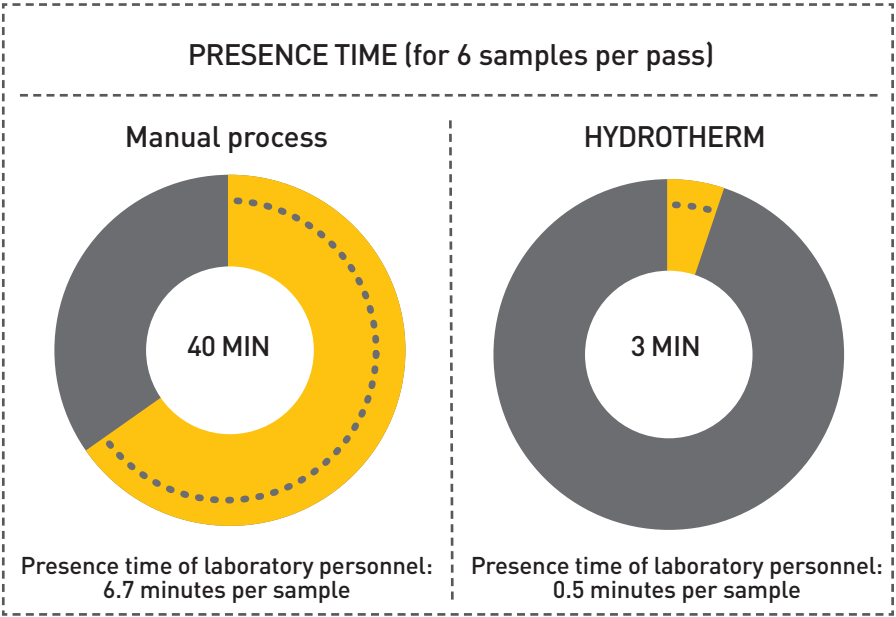 PRESENCE TIME (for 6 samples per pass)
Manual process
40 MIN
Presence time of laboratory personnel:
6.7 minutes per sample
HYDROTHERM
3 MIN
Presence time of laboratory personnel:
0.5 minutes per sample